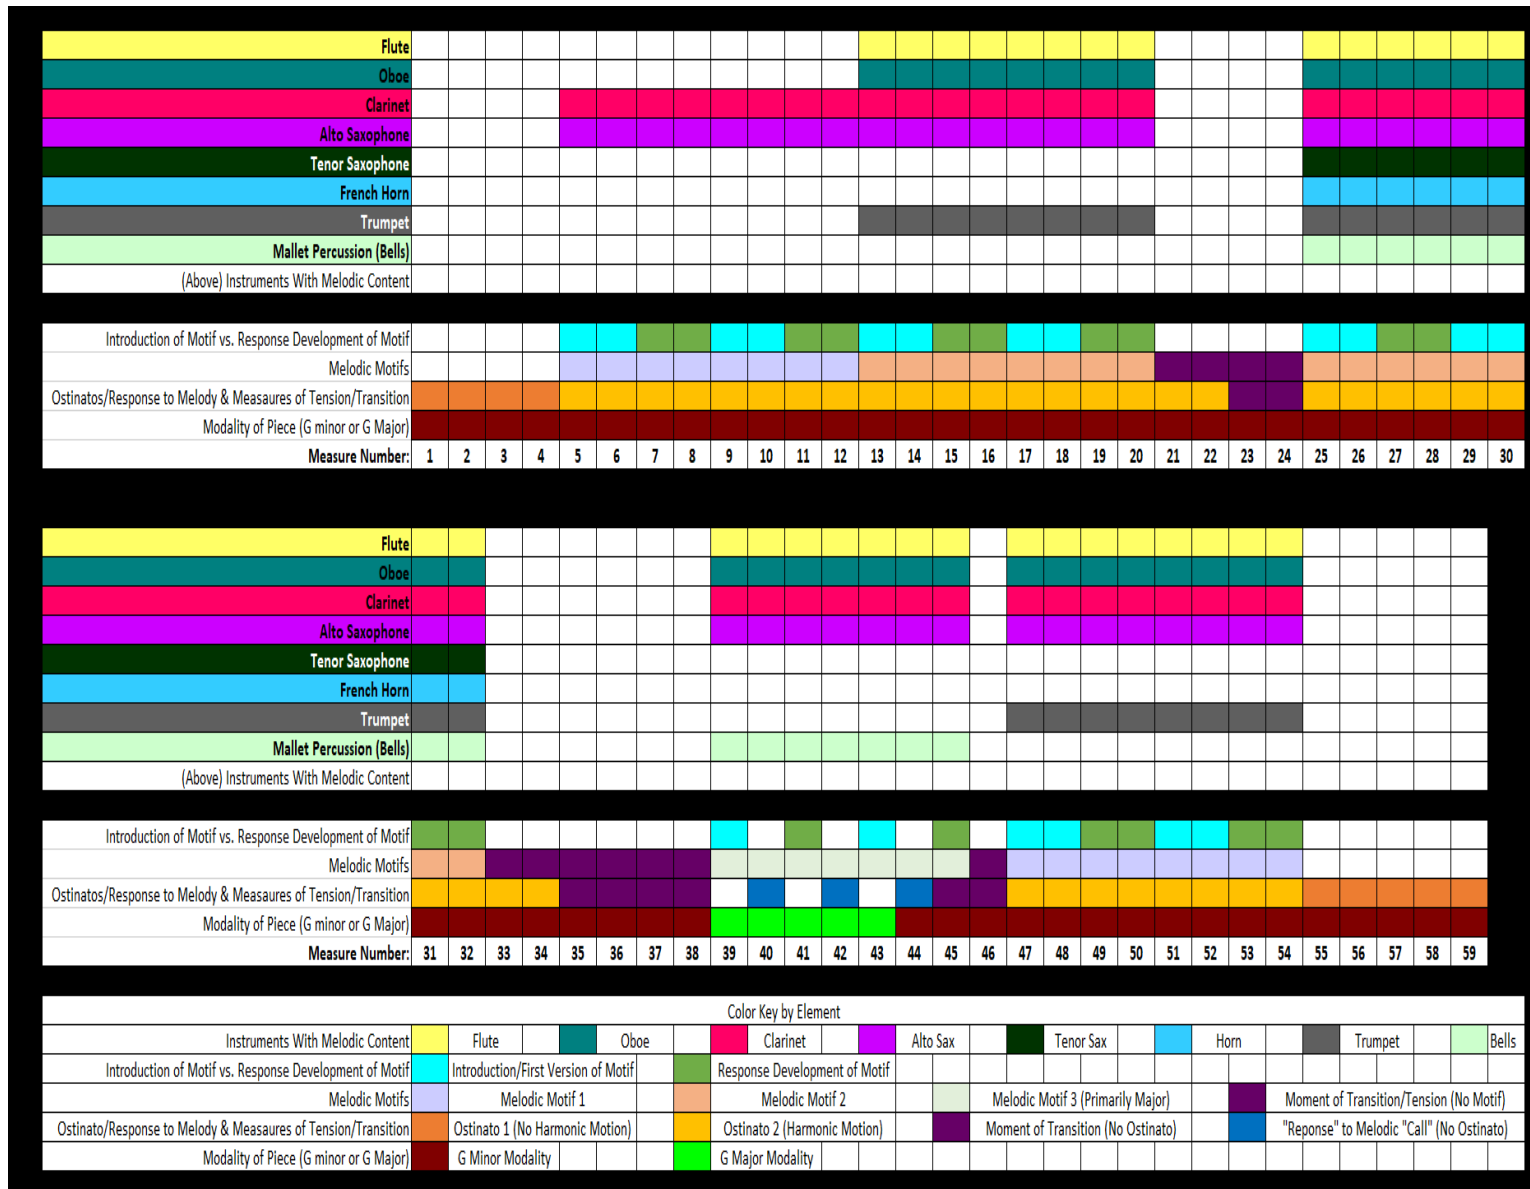 Flute
Oboe
Clarinet
Alto Saxophone
Tenor Saxophone
French Horn
Trumpet
Mallet Percussion (Bells)
(Above) Instruments With Melodic Content
Introduction of Motif vs. Response Development of Motif
Melodic Motifs
Ostinatos/Response to Melody & Measaures of Tension/Transition
Modality of Piece (G minor or G Major)
Measure Number: 1 2 3 4 5 6 7 8 9 10 11 12 13 14 15 16 17 18 19 20 21 22 23 24 25 26 27 28 29 30
Flute
Oboe
Clarinet
Alto Saxophone
Tenor Saxophone
French Horn
Trumpet
Mallet Percussion (Bells)
(Above) Instruments With Melodic Content
Introduction of Motif vs. Response Development of Motif
Melodic Motifs
Ostinatos/Response to Melody & Measaures of Tension/Transition
Modality of Piece (G minor or G Major)
Measure Number: 31 32 33 34 35 36 37 38 39 40 41 42 43 44 45 46 47 48 49 50 51 52 53 54 55 56 57 58 59
Color Key by Element
Instruments With Melodic Content Flute Oboe Clarinet Alto Sax Tenor Sax Horn Trumpet Bells
Introduction of Motif vs. Response Development of Motif Introduction/First Version of Motif Response Development of Motif
Melodic Motifs Melodic Motif 1 Melodic Motif 2 Melodic Motif 3 (Primarily Major) Moment of Transition/Tension (No Motif)
Ostinato/Response to Melody & Measaures of Tension/Transition Ostinato 1 (No Harmonic Motion) Ostinato 2 (Harmonic Motion) Moment of Transition (No Ostinato) "Reponse" to Melodic "Call" (No Ostinato)
Modality of Piece (G minor or G Major) G Minor Modality G Major Modality